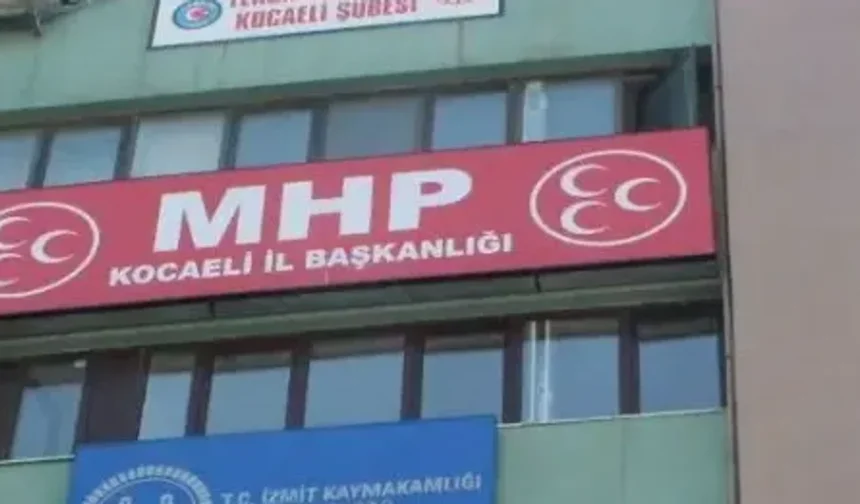 KOCAELİ ŞUBESİ
MHP
KOCAELİ İL BAŞKANLIĞI
T.C. İZMİT KAYMAKAMLIĞI